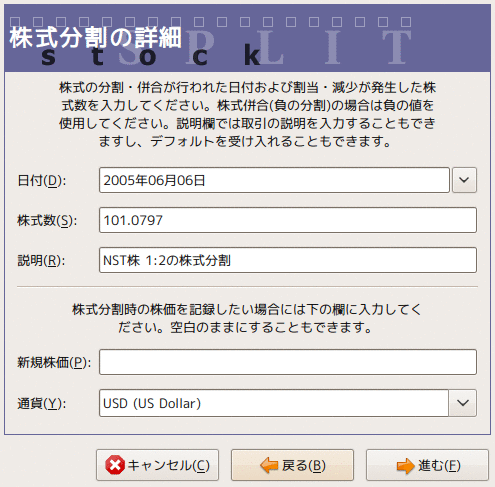 株式分割の詳細
stock
SPLIT
株式の分割・併合が行われた日付および割当・減少が発生した株
式数を入力してください。株式併合(負の分割)の場合は負の値を
使用してください。説明欄では取引の説明を入力することもでき
ますし、デフォルトを受け入れることもできます。
日付(D): 2005年06月06日
株式数(S): 101.0797
説明(R): NST株 1:2の株式分割
株式分割時の株価を記録したい場合には下の欄に入力してく
ださい。空白のままにすることもできます。
新規株価(P):
通貨(Y): USD (US Dollar)
キャンセル(C) 戻る(B) 進む(F)